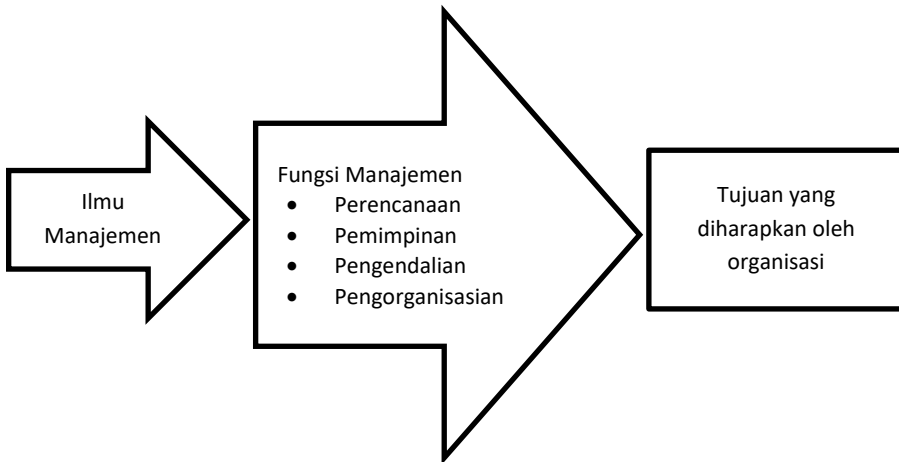 Ilmu
Manajemen
Fungsi Manajemen
• Perencanaan
• Pemimpinan
• Pengendalian
• Pengorganisasian
Tujuan yang
diharapkan oleh
organisasi